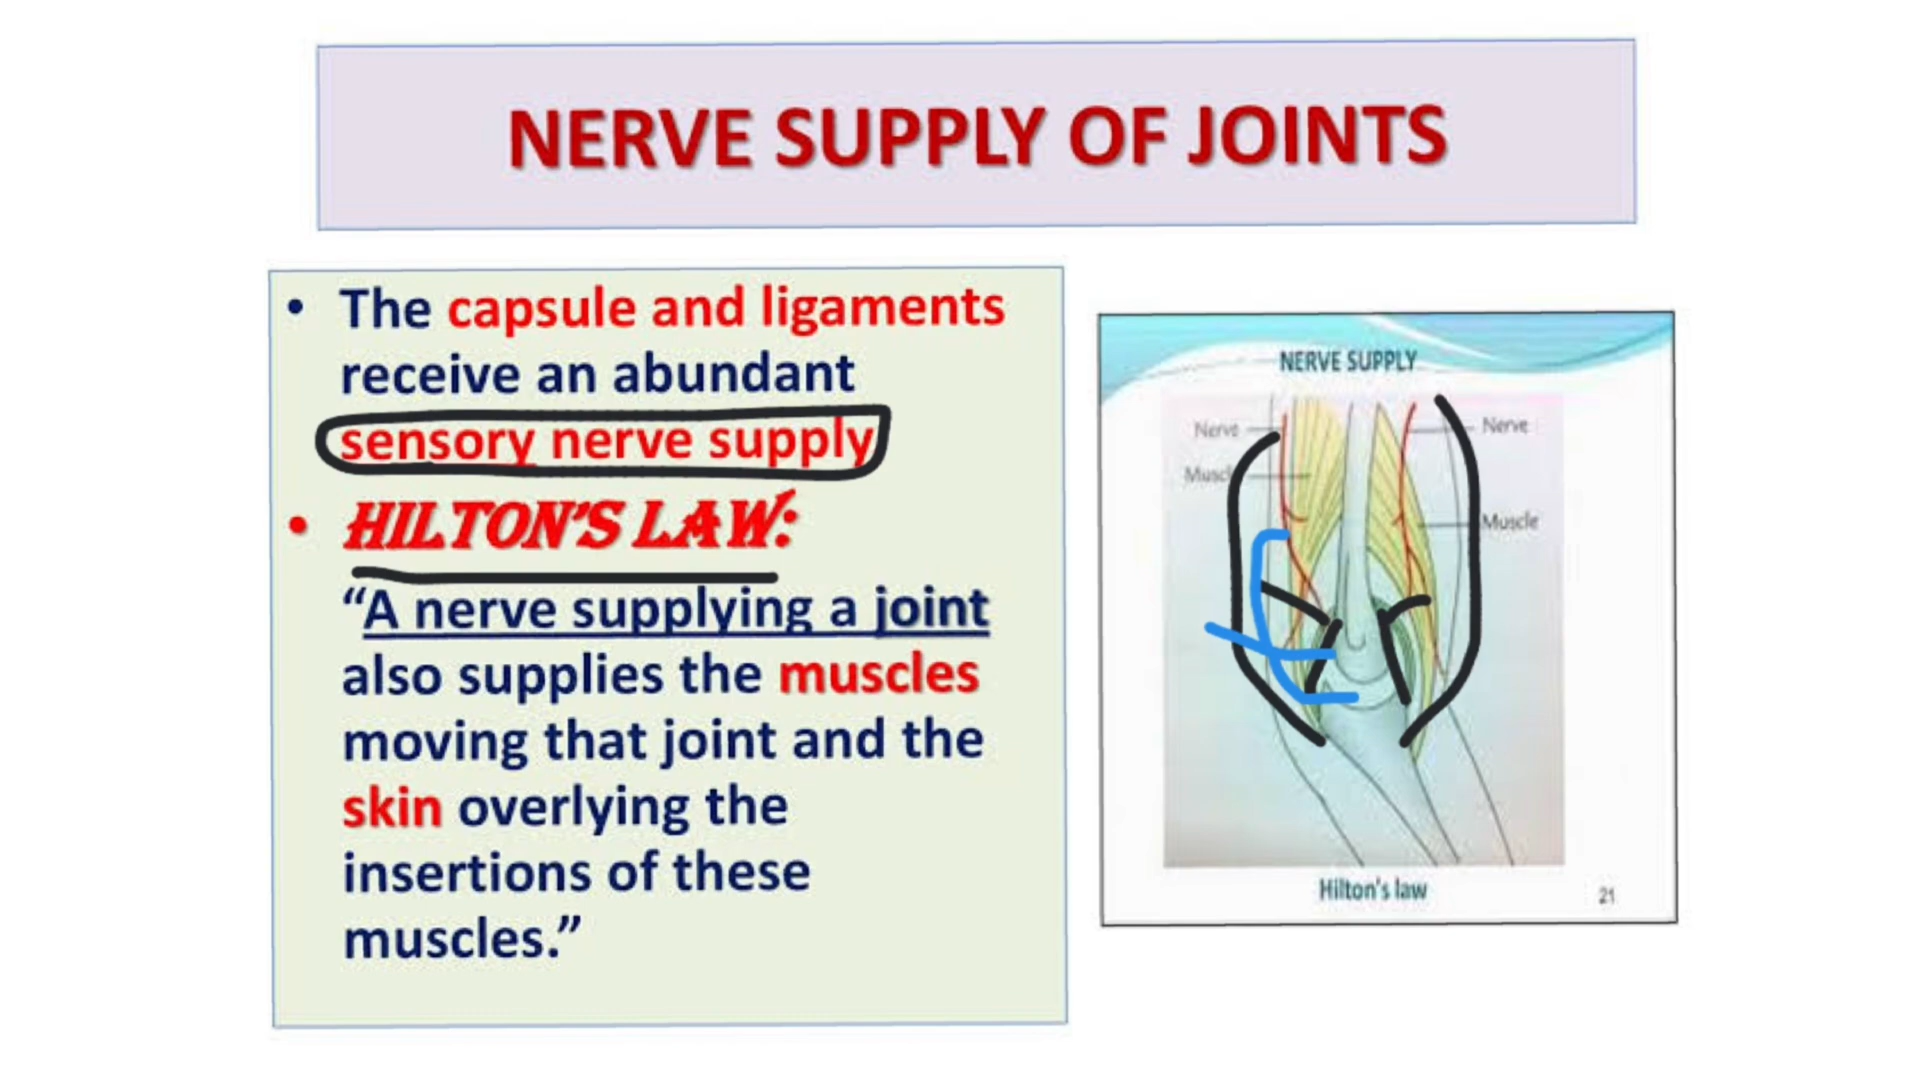 NERVE SUPPLY OF JOINTS
• The capsule and ligaments
receive an abundant
sensory nerve supply
• HILTON'S LAW:
“A nerve supplying a joint
also supplies the muscles
moving that joint and the
skin overlying the
insertions of these
muscles.”
NERVE SUPPLY
Nerve
Nerve
Muscle
Muscle
Hilton's law
21